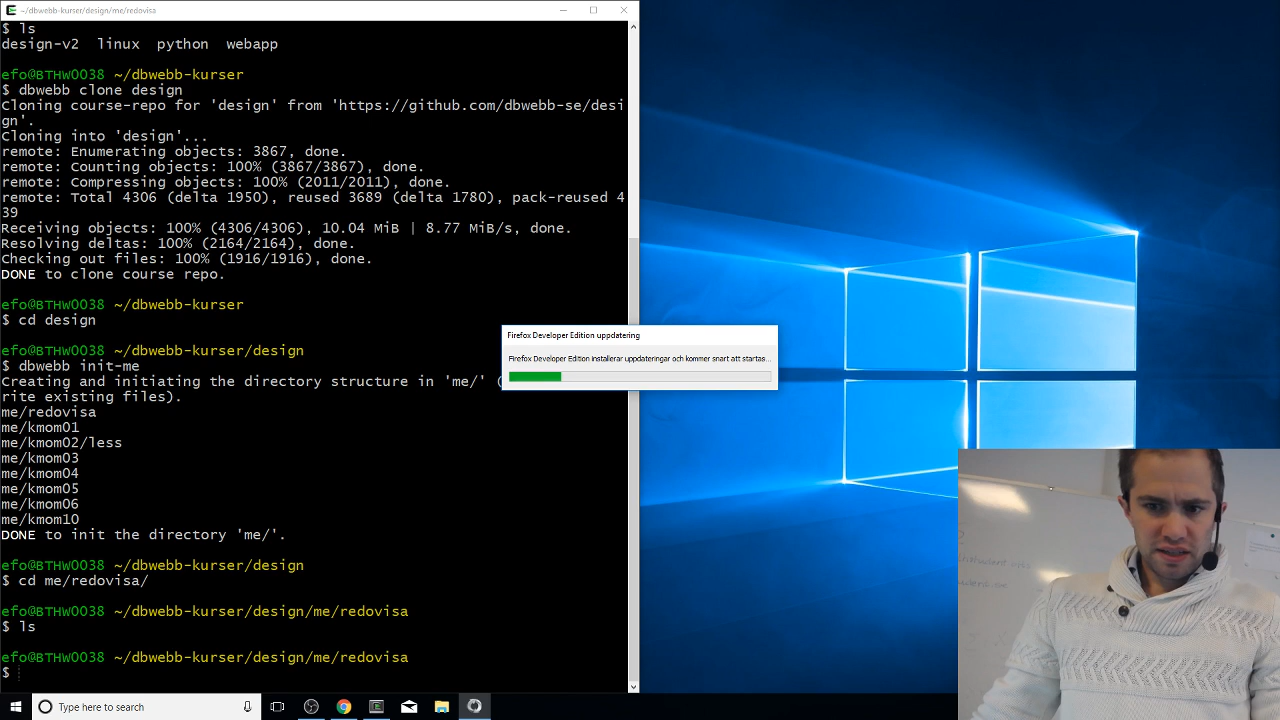 ~/dbwebb-kurser/design/me/redovisa
$ ls
design-v2 linux python webapp
efo@BTHW0038 ~/dbwebb-kurser
$ dbwebb clone design
Cloning course-repo for 'design' from 'https://github.com/dbwebb-se/desi
gn'.
Cloning into 'design'...
remote: Enumerating objects: 3867, done.
remote: Counting objects: 100% (3867/3867), done.
remote: Compressing objects: 100% (2011/2011), done.
remote: Total 4306 (delta 1950), reused 3689 (delta 1780), pack-reused 4
39
Receiving objects: 100% (4306/4306), 10.04 MiB | 8.77 MiB/s, done.
Resolving deltas: 100% (2164/2164), done.
Checking out files: 100% (1916/1916), done.
DONE to clone course repo.
efo@BTHW0038 ~/dbwebb-kurser
$ cd design
efo@BTHW0038 ~/dbwebb-kurser/design
$ dbwebb init-me
Creating and initiating the directory structure in 'me/' (
rite existing files).
me/redovisa
me/kmom01
me/kmom02/less
me/kmom03
me/kmom04
me/kmom05
me/kmom06
me/kmom10
DONE to init the directory 'me/'.
efo@BTHW0038 ~/dbwebb-kurser/design
$ cd me/redovisa/
efo@BTHW0038 ~/dbwebb-kurser/design/me/redovisa
$ ls
efo@BTHW0038 ~/dbwebb-kurser/design/me/redovisa
$
Firefox Developer Edition uppdatering
Firefox Developer Edition installerar uppdateringar och kommer snart att startas...
Type here to search